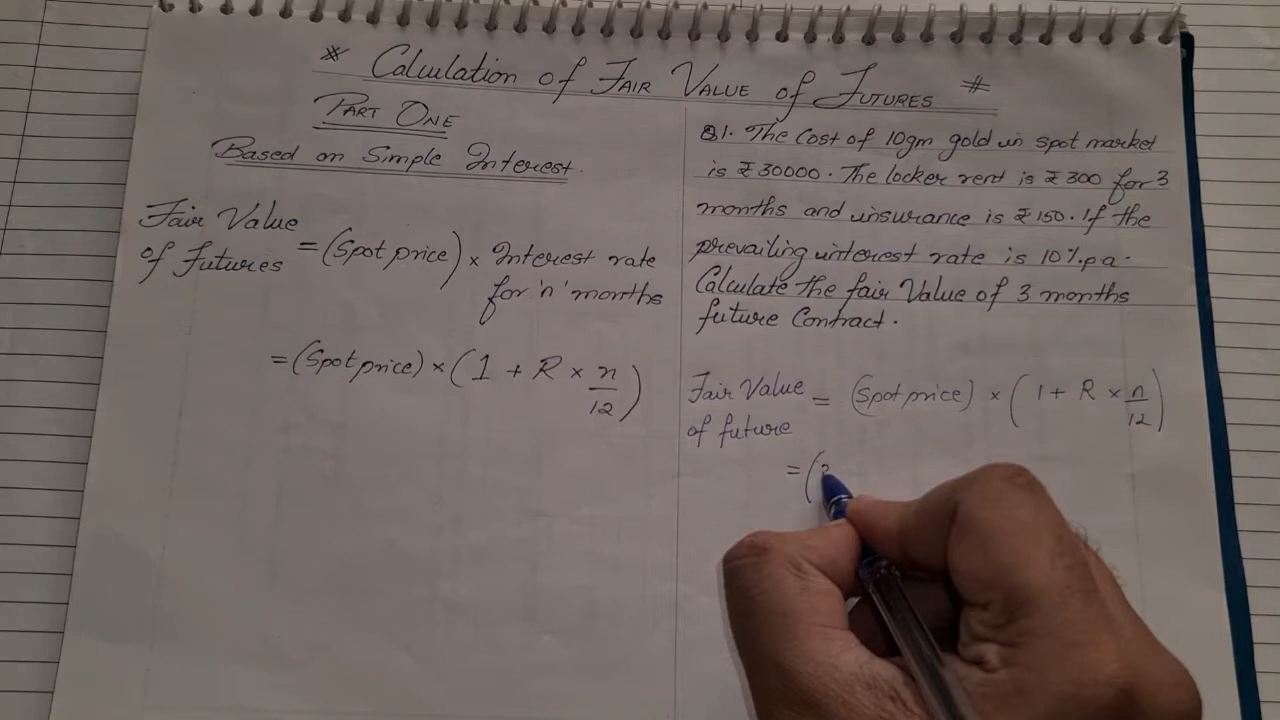 * Calculation of FAIR VALUE of FUTURES #
PART ONE
Based on Simple Interest.
Fair Value
of Futures = (Spot price) × Interest rate
for 'n' months
= (Spot price) × (1 + R × n/12)
Q1. The Cost of 10gm gold in spot market
is ₹30000. The locker rent is ₹300 for 3
months and insurance is ₹150. If the
prevailing interest rate is 10%.pa.
Calculate the fair Value of 3 months
future Contract.
Fair Value
of future = (Spot price) × (1 + R × n/12)
= (